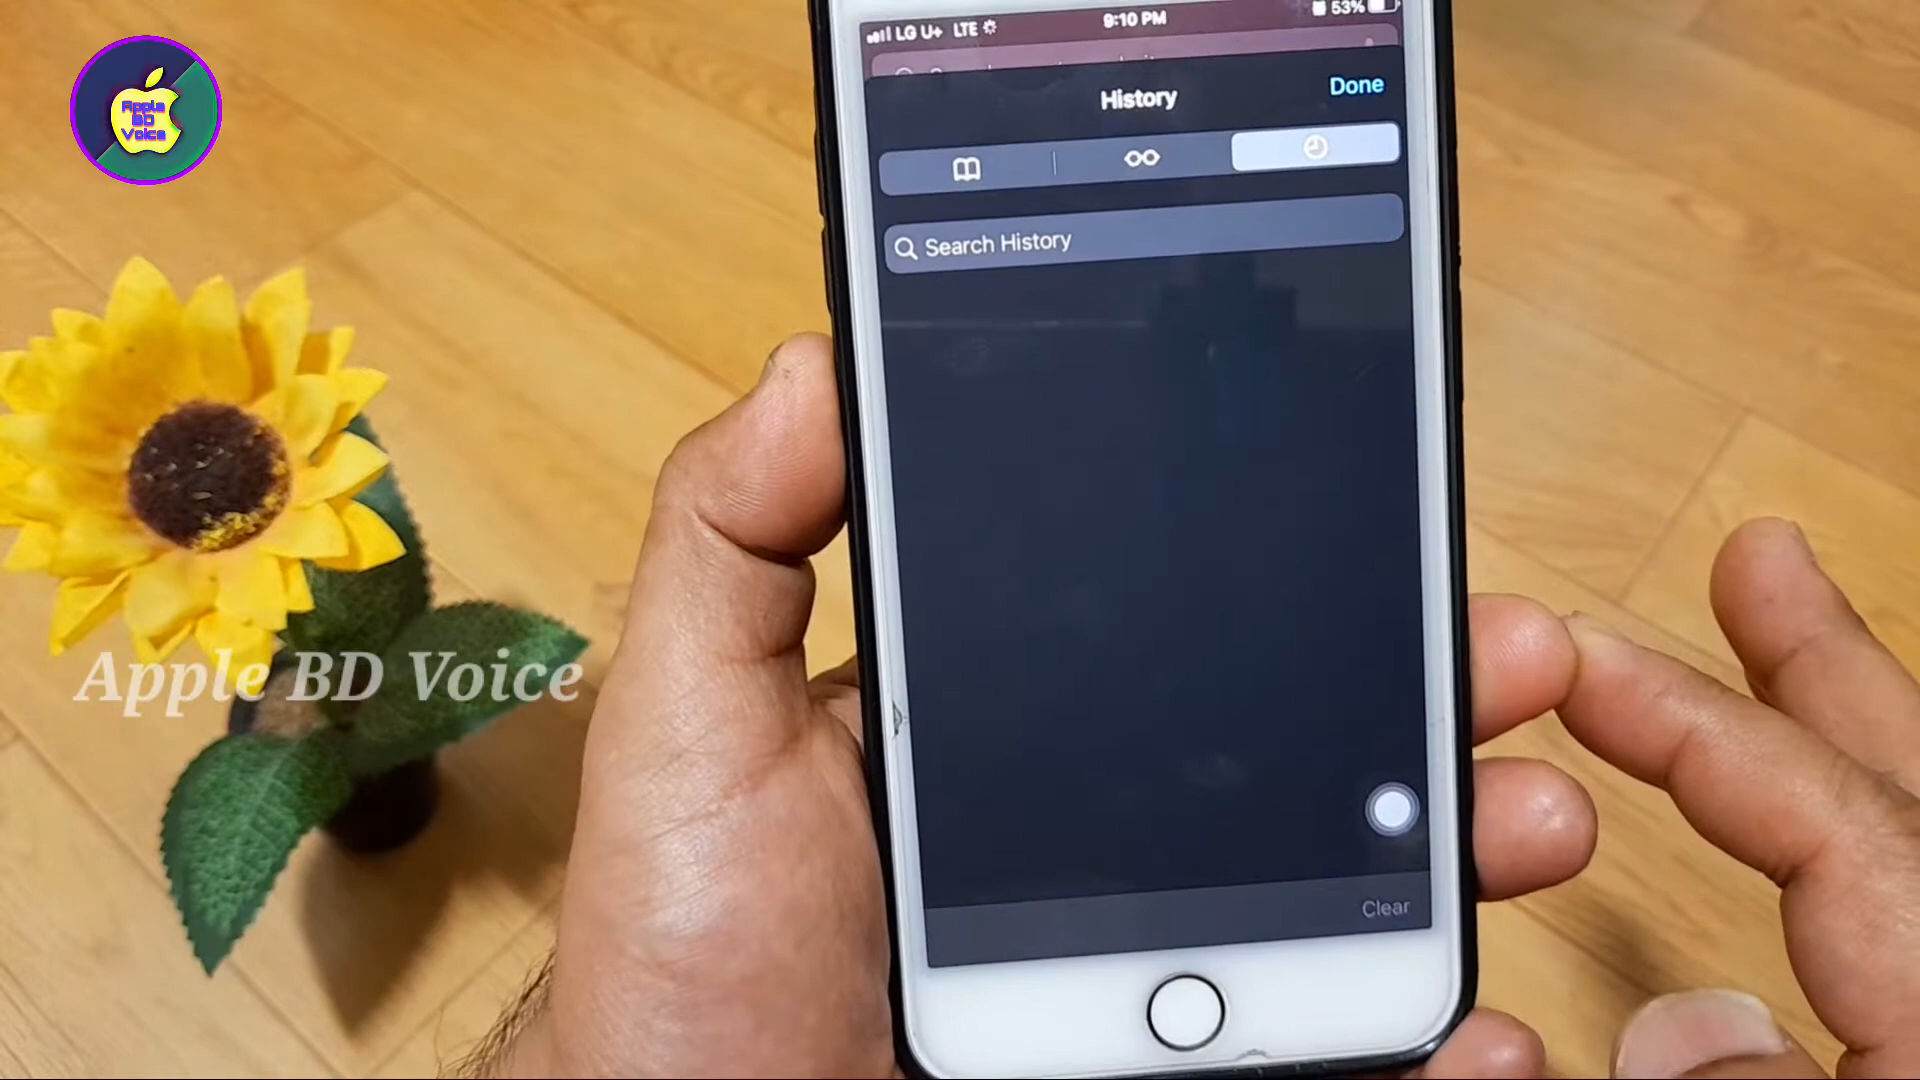 Apple
BD
Voice
LG U+ LTE
9:10 PM
53%
History
Done
Search History
Apple BD Voice
Clear